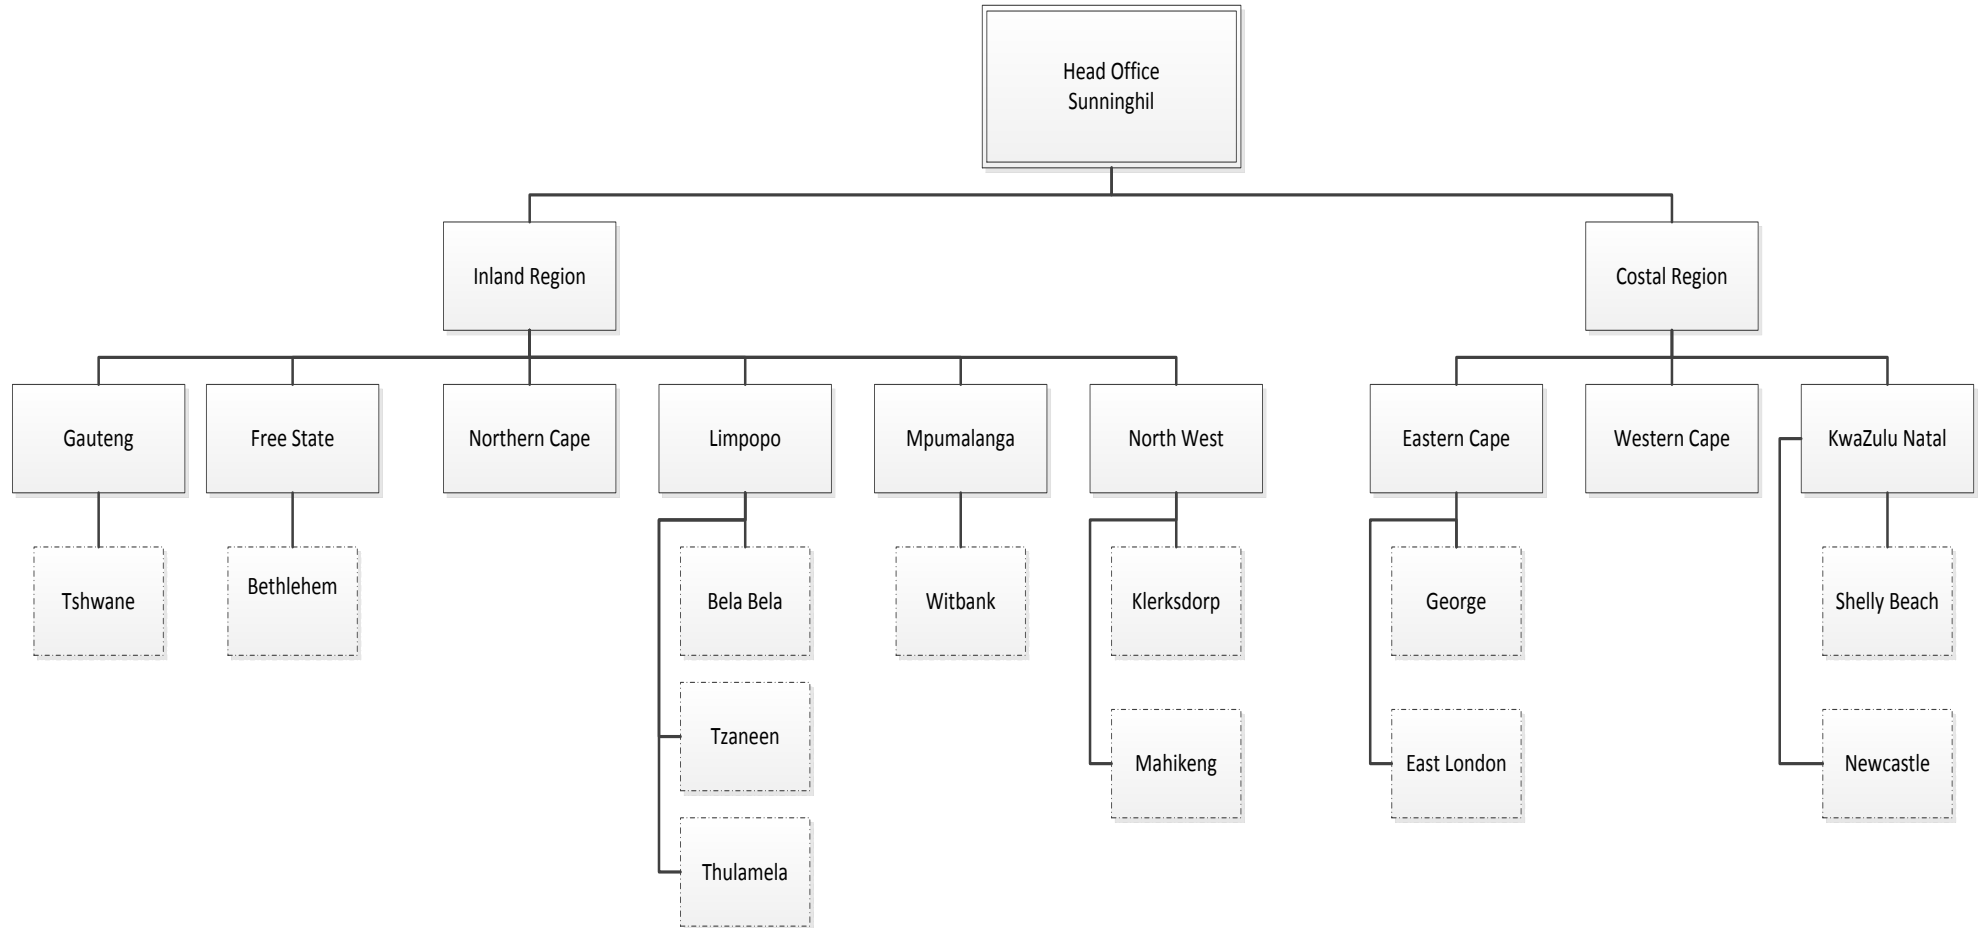 Head Office
Sunninghil
Inland Region
Costal Region
Gauteng
Free State
Northern Cape
Limpopo
Mpumalanga
North West
Eastern Cape
Western Cape
KwaZulu Natal
Tshwane
Bethlehem
Bela Bela
Witbank
Klerksdorp
George
Shelly Beach
Tzaneen
Mahikeng
East London
Newcastle
Thulamela